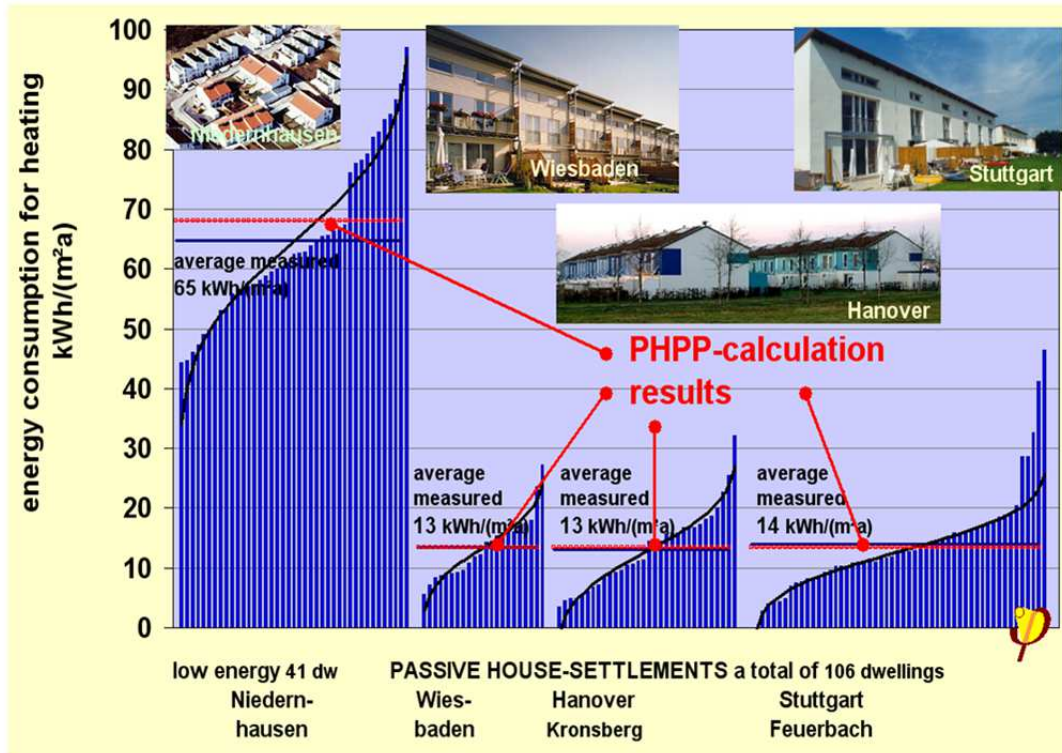 energy consumption for heating
kWh/(m²a)
100
90
80
70
60
50
40
30
20
10
0
Niedernhausen
Wiesbaden
Stuttgart
Hanover
average measured
65 kWh/(m²a)
PHPP-calculation
results
average
measured
13 kWh/(m²a)
average
measured
13 kWh/(m²a)
average
measured
14 kWh/(m²a)
low energy 41 dw
Niedern-
hausen
PASSIVE HOUSE-SETTLEMENTS a total of 106 dwellings
Wies-
baden
Hanover
Kronsberg
Stuttgart
Feuerbach